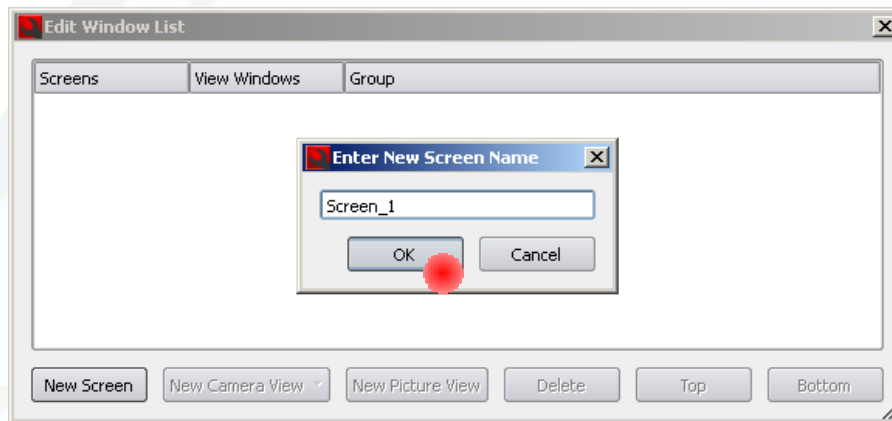 Edit Window List
Screens View Windows Group
Enter New Screen Name
Screen_1
OK Cancel
New Screen New Camera View New Picture View Delete Top Bottom